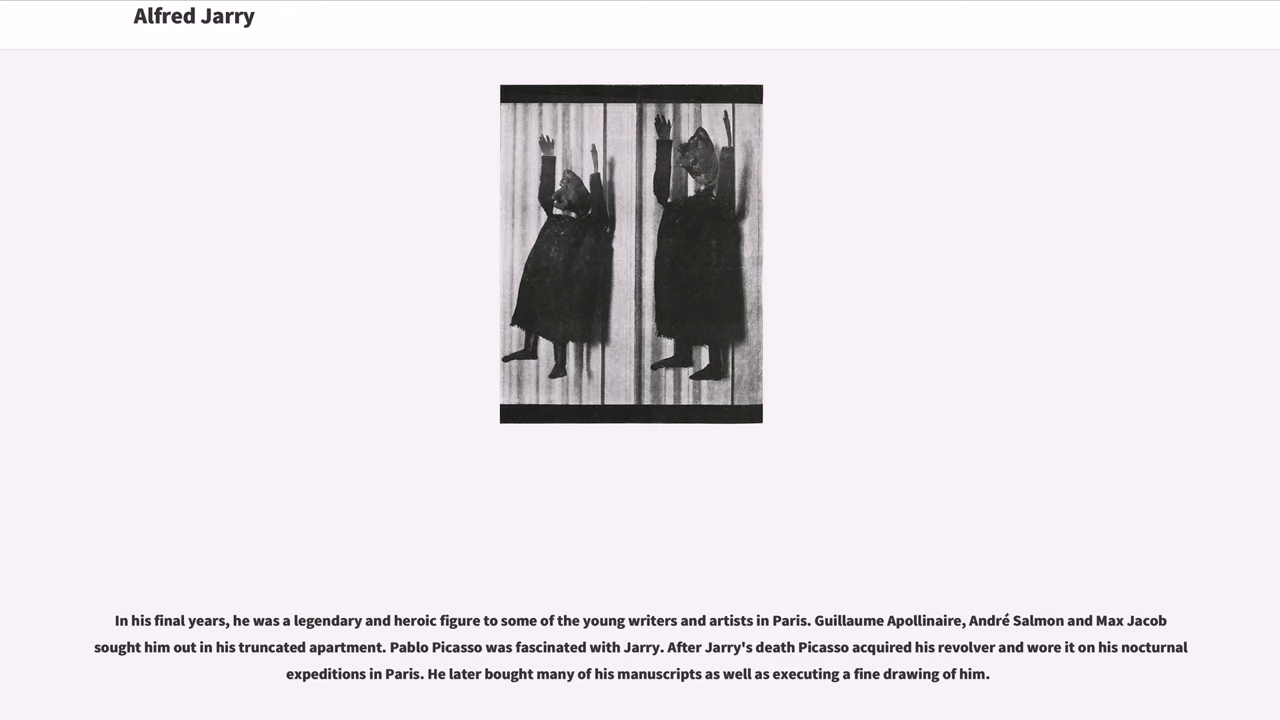 Alfred Jarry
In his final years, he was a legendary and heroic figure to some of the young writers and artists in Paris. Guillaume Apollinaire, André Salmon and Max Jacob
sought him out in his truncated apartment. Pablo Picasso was fascinated with Jarry. After Jarry's death Picasso acquired his revolver and wore it on his nocturnal
expeditions in Paris. He later bought many of his manuscripts as well as executing a fine drawing of him.